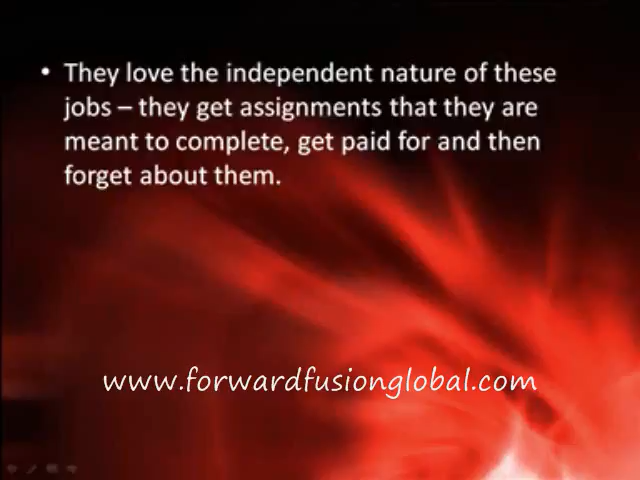 • They love the independent nature of these
jobs – they get assignments that they are
meant to complete, get paid for and then
forget about them.
www.forwardfusionglobal.com